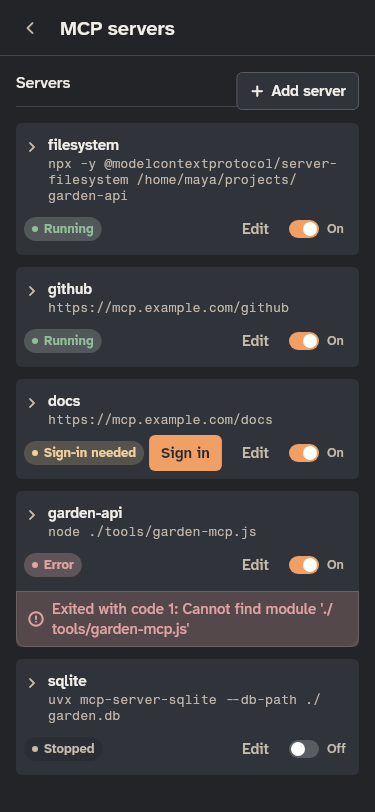 MCP servers
Servers
Add server
filesystem
npx -y @modelcontextprotocol/server-
filesystem /home/maya/projects/
garden-api
Running
Edit
On
github
https://mcp.example.com/github
Running
Edit
On
docs
https://mcp.example.com/docs
Sign-in needed
Sign in
Edit
On
garden-api
node ./tools/garden-mcp.js
Error
Edit
On
Exited with code 1: Cannot find module './
tools/garden-mcp.js'
sqlite
uvx mcp-server-sqlite --db-path ./
garden.db
Stopped
Edit
Off